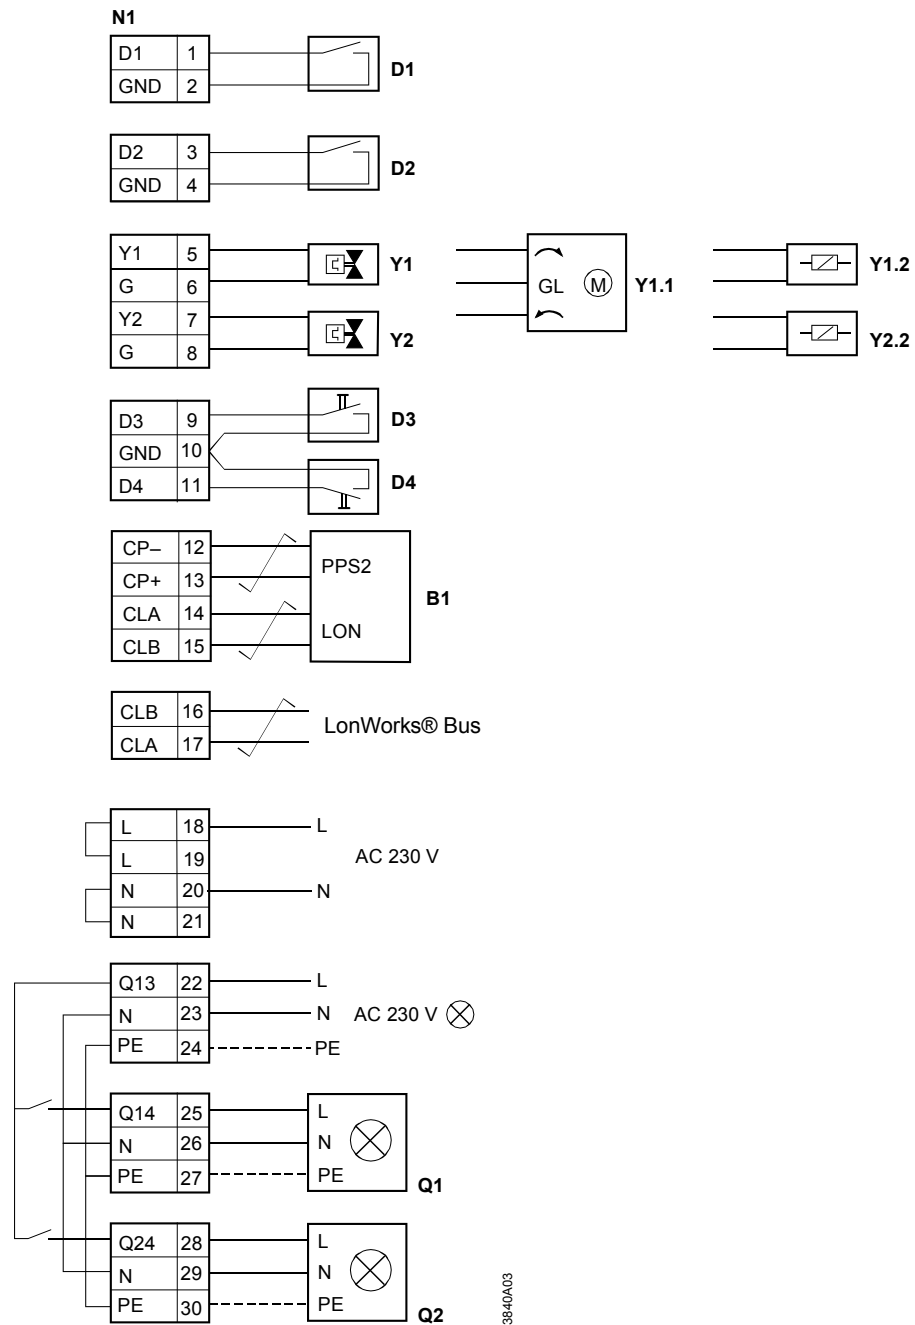 N1
D1 1
GND 2
D1
D2 3
GND 4
D2
Y1 5
G 6
Y2 7
G 8
Y1
Y2
GL M Y1.1
Y1.2
Y2.2
D3 9
GND 10
D4 11
D3
D4
CP– 12
CP+ 13
CLA 14
CLB 15
PPS2
LON
B1
CLB 16
CLA 17
LonWorks® Bus
L 18 L
L 19
N 20 N
N 21
AC 230 V
Q13 22 L
N 23 N AC 230 V
PE 24 PE
Q14 25 L
N 26 N
PE 27 PE
Q1
Q24 28 L
N 29 N
PE 30 PE
Q2
3840A03